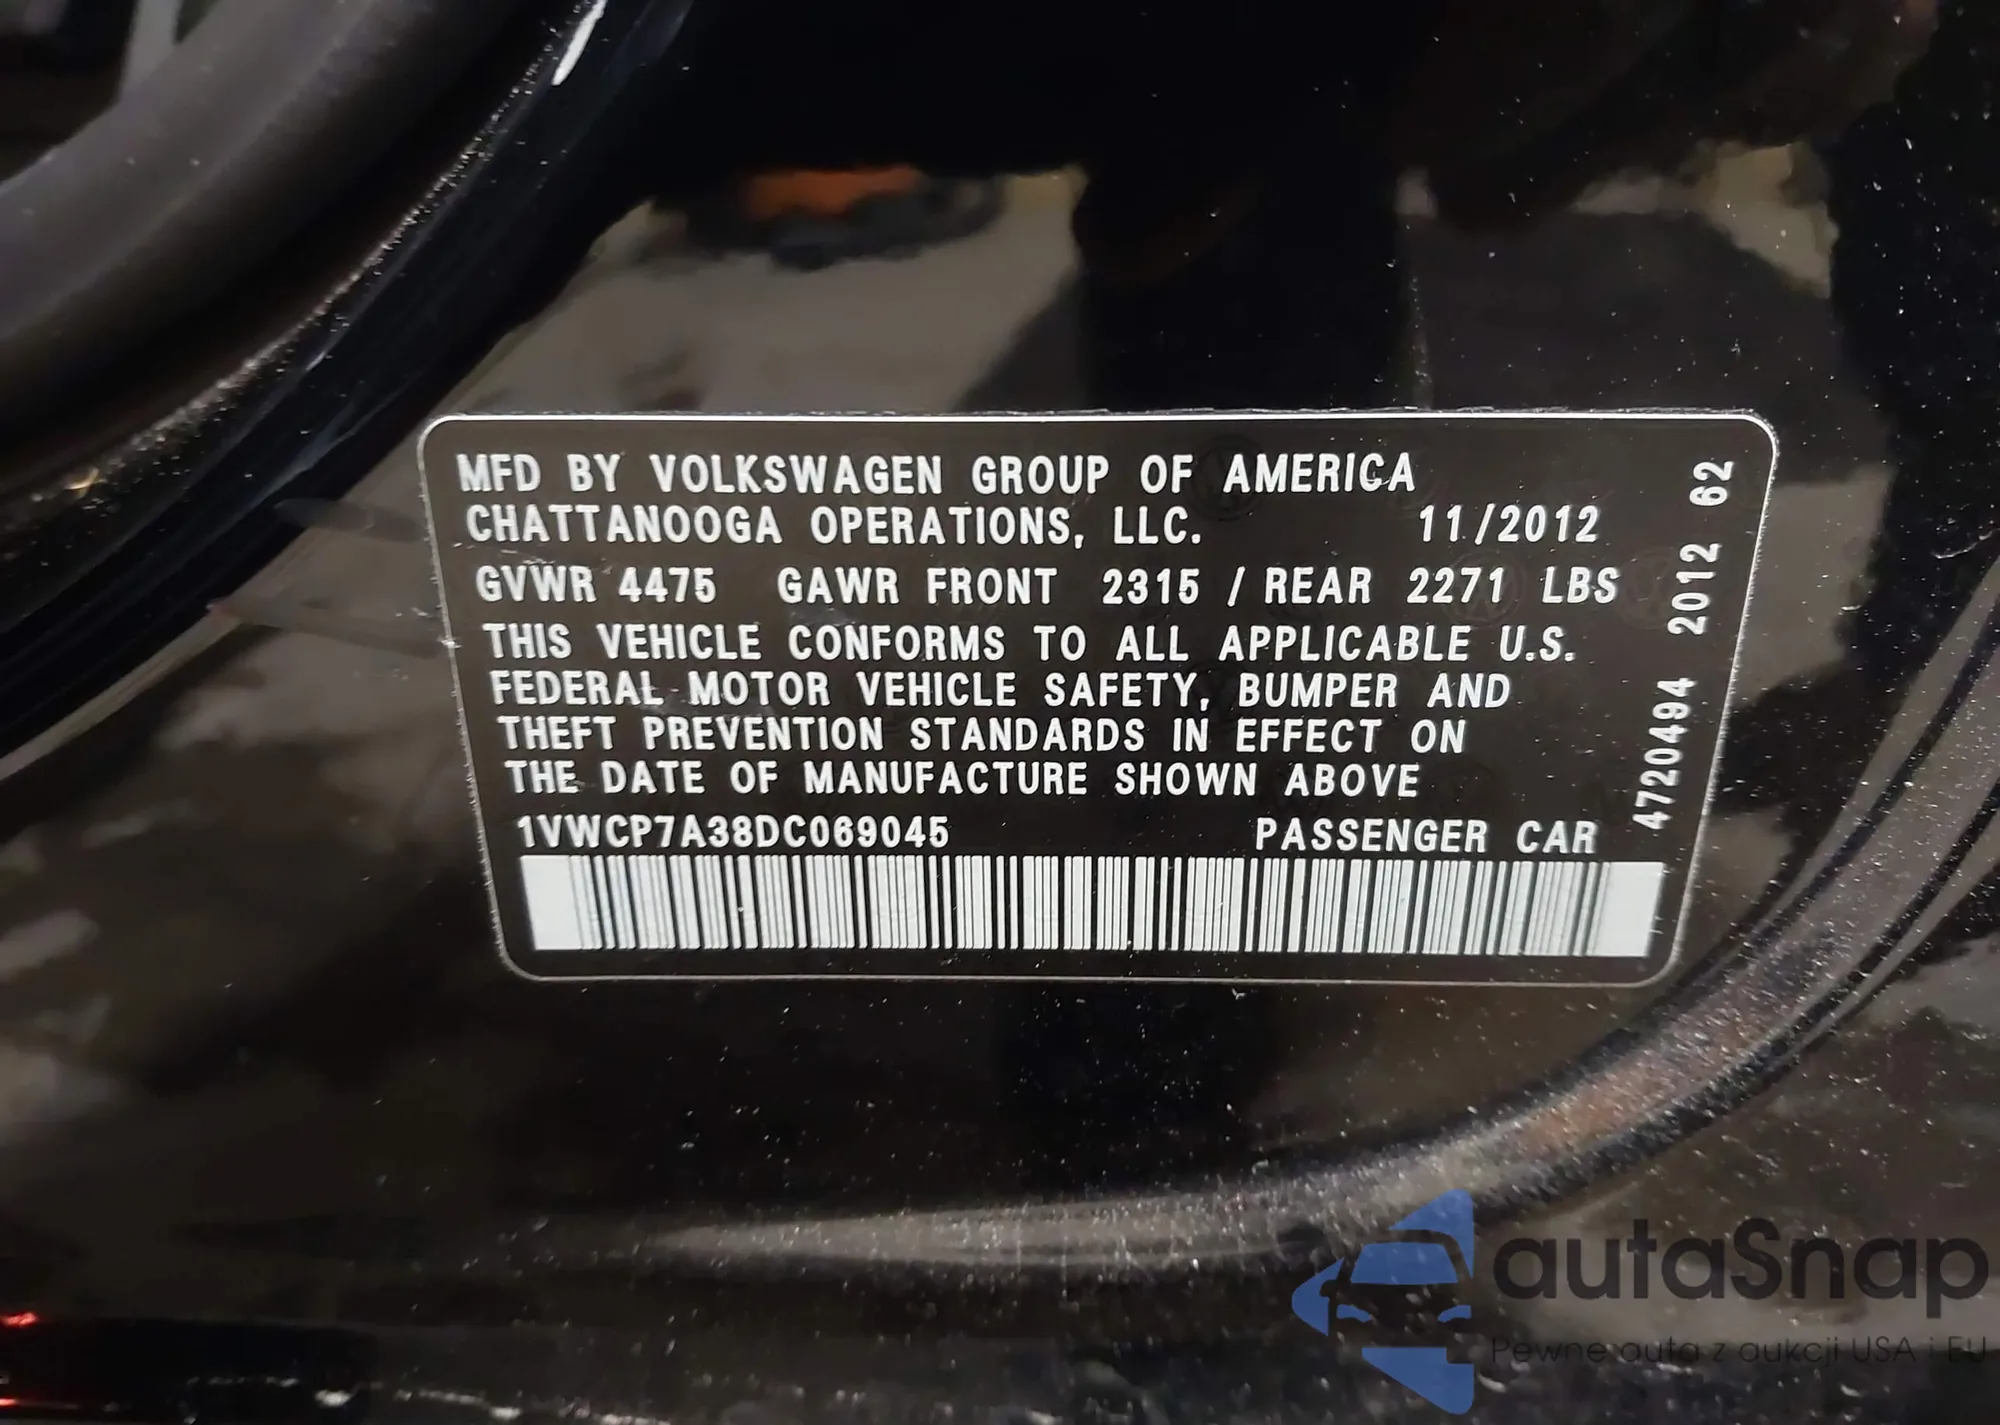 MFD BY VOLKSWAGEN GROUP OF AMERICA
CHATTANOOGA OPERATIONS, LLC. 11/2012
GVWR 4475 GAWR FRONT 2315 / REAR 2271 LBS
THIS VEHICLE CONFORMS TO ALL APPLICABLE U.S.
FEDERAL MOTOR VEHICLE SAFETY, BUMPER AND
THEFT PREVENTION STANDARDS IN EFFECT ON
THE DATE OF MANUFACTURE SHOWN ABOVE
1VWCP7A38DC069045 PASSENGER CAR
4720494 2012 62
autaSnap
Pewne auta z aukcji USA i EU